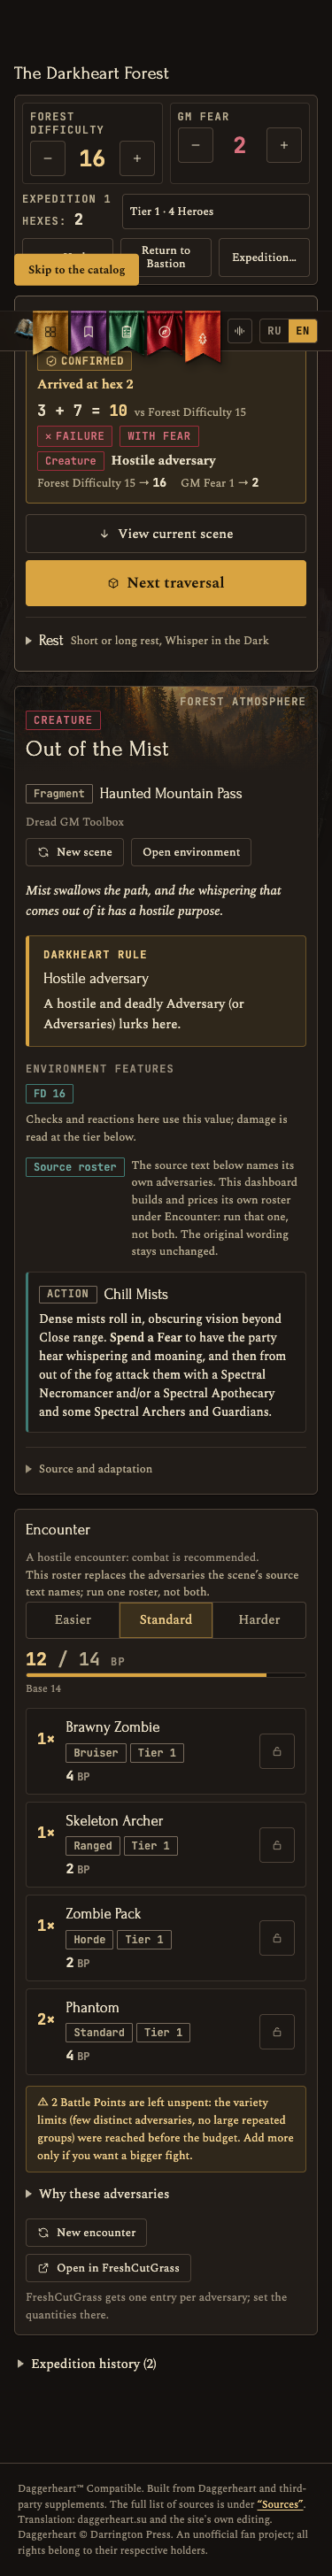 The Darkheart Forest
FOREST
DIFFICULTY
− 16 +
GM FEAR
− 2 +
EXPEDITION 1
HEXES: 2
Tier 1 · 4 Heroes
Return to
Bastion
Expedition…
Skip to the catalog
RU EN
CONFIRMED
Arrived at hex 2
3 + 7 = 10 vs Forest Difficulty 15
× FAILURE WITH FEAR
Creature Hostile adversary
Forest Difficulty 15 → 16 GM Fear 1 → 2
↓ View current scene
Next traversal
Rest Short or long rest, Whisper in the Dark
FOREST ATMOSPHERE
CREATURE
Out of the Mist
Fragment Haunted Mountain Pass
Dread GM Toolbox
New scene Open environment
Mist swallows the path, and the whispering that
comes out of it has a hostile purpose.
DARKHEART RULE
Hostile adversary
A hostile and deadly Adversary (or
Adversaries) lurks here.
ENVIRONMENT FEATURES
FD 16
Checks and reactions here use this value; damage is
read at the tier below.
Source roster The source text below names its
own adversaries. This dashboard
builds and prices its own roster
under Encounter: run that one,
not both. The original wording
stays unchanged.
ACTION Chill Mists
Dense mists roll in, obscuring vision beyond
Close range. Spend a Fear to have the party
hear whispering and moaning, and then from
out of the fog attack them with a Spectral
Necromancer and/or a Spectral Apothecary
and some Spectral Archers and Guardians.
Source and adaptation
Encounter
A hostile encounter: combat is recommended.
This roster replaces the adversaries the scene's source
text names; run one roster, not both.
Easier Standard Harder
12 / 14 BP
Base 14
1× Brawny Zombie
Bruiser Tier 1
4 BP
1× Skeleton Archer
Ranged Tier 1
2 BP
1× Zombie Pack
Horde Tier 1
2 BP
2× Phantom
Standard Tier 1
4 BP
⚠ 2 Battle Points are left unspent: the variety
limits (few distinct adversaries, no large repeated
groups) were reached before the budget. Add more
only if you want a bigger fight.
Why these adversaries
New encounter
Open in FreshCutGrass
FreshCutGrass gets one entry per adversary; set the
quantities there.
Expedition history (2)
Daggerheart™ Compatible. Built from Daggerheart and third-
party supplements. The full list of sources is under “Sources”.
Translation: daggerheart.su and the site's own editing.
Daggerheart © Darrington Press. An unofficial fan project; all
rights belong to their respective holders.